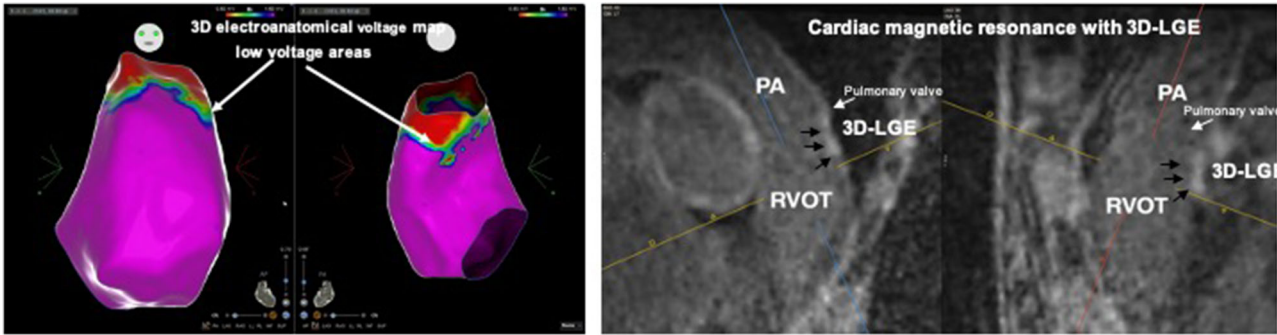 3D electroanatomical voltage map
low voltage areas
Cardiac magnetic resonance with 3D-LGE
PA
Pulmonary valve
3D-LGE
RVOT
PA
Pulmonary valve
3D-LGE
RVOT